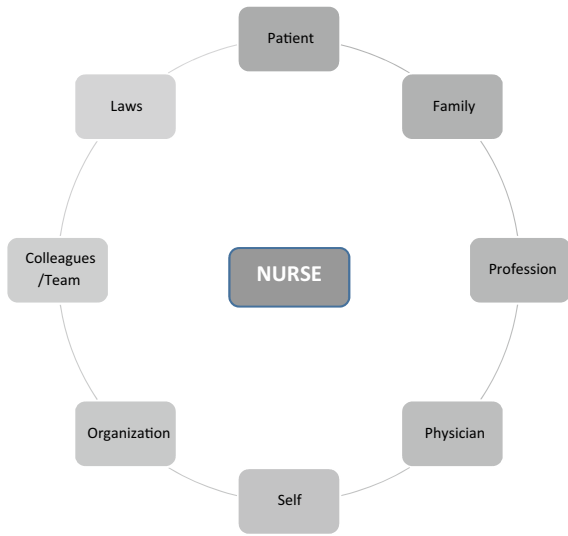 Patient
Laws
Family
Colleagues
/Team
NURSE
Profession
Organization
Physician
Self